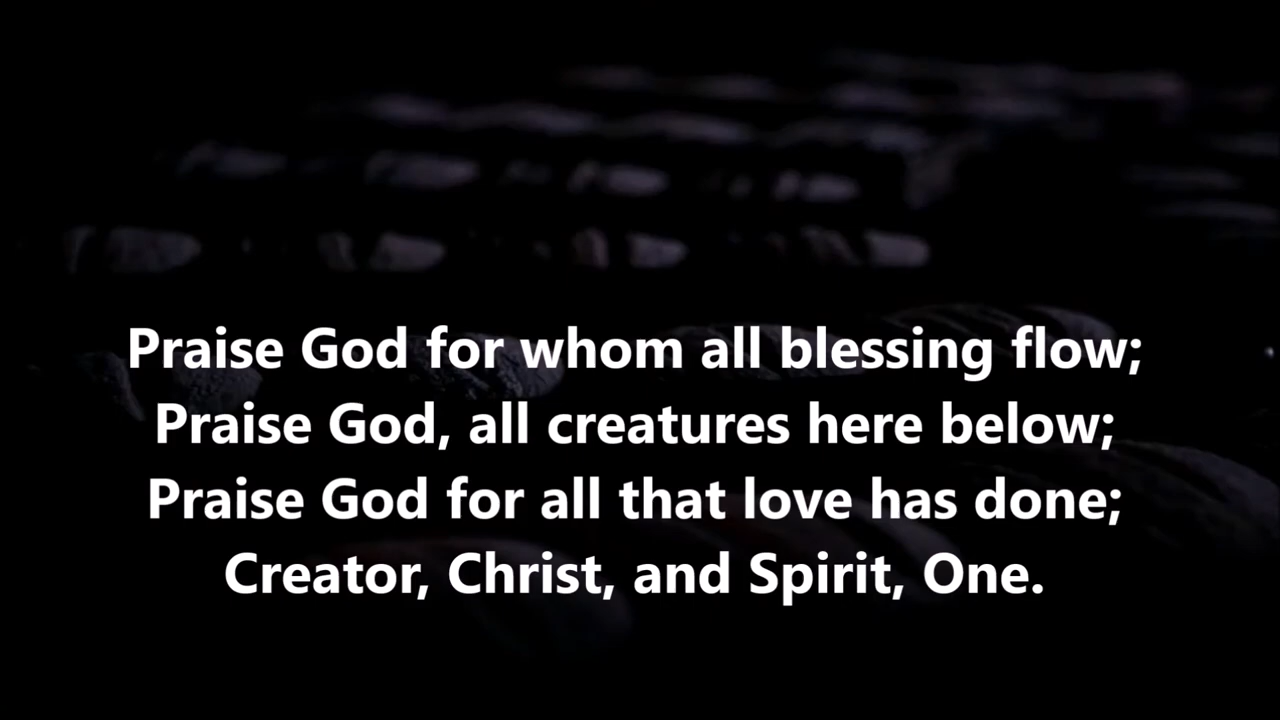 Praise God for whom all blessing flow;
Praise God, all creatures here below;
Praise God for all that love has done;
Creator, Christ, and Spirit, One.